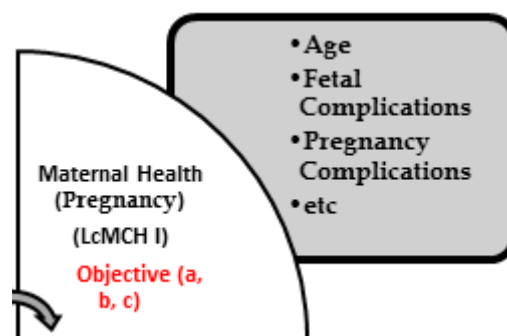 •Age
•Fetal
Complications
•Pregnancy
Complications
•etc
Maternal Health
(Pregnancy)
(LcMCH I)
Objective (a,
b, c)